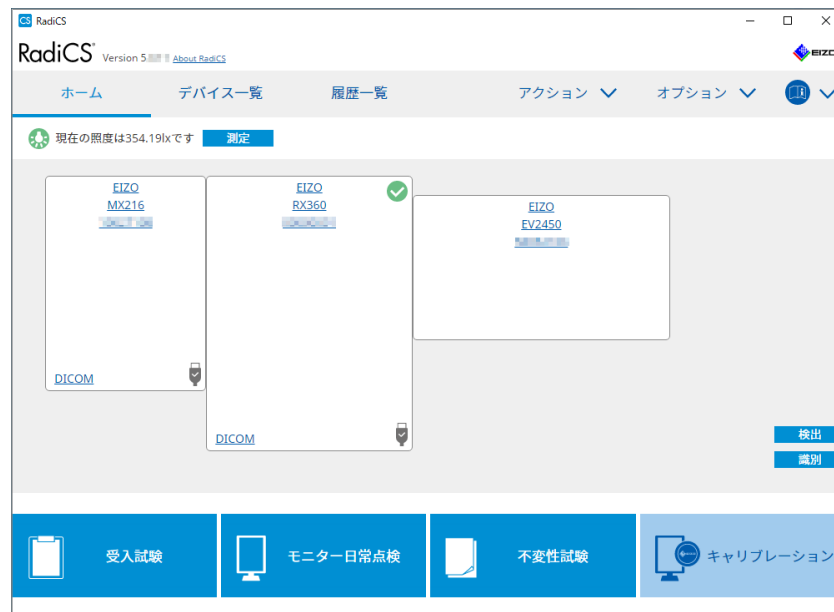 CS RadiCS
RadiCS Version 5. About RadiCS
EIZO
ホーム デバイス一覧 履歴一覧 アクション オプション
現在の照度は354.19lxです 測定
EIZO
MX216
DICOM
EIZO
RX360
DICOM
EIZO
EV2450
検出
識別
受入試験 モニター日常点検 不変性試験 キャリブレーション